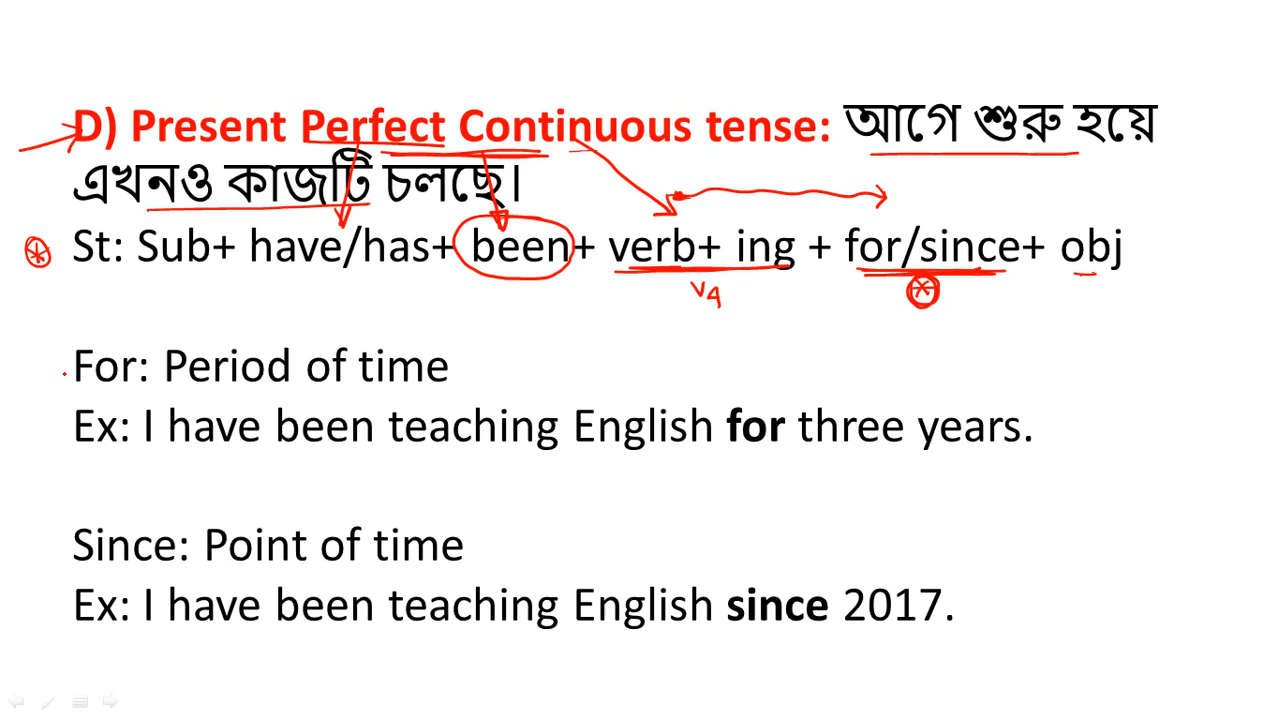 D) Present Perfect Continuous tense: আগে শুরু হয়ে
এখনও কাজটি চলছে।
St: Sub+ have/has+ been+ verb+ ing + for/since+ obj
V4
For: Period of time
Ex: I have been teaching English for three years.
Since: Point of time
Ex: I have been teaching English since 2017.